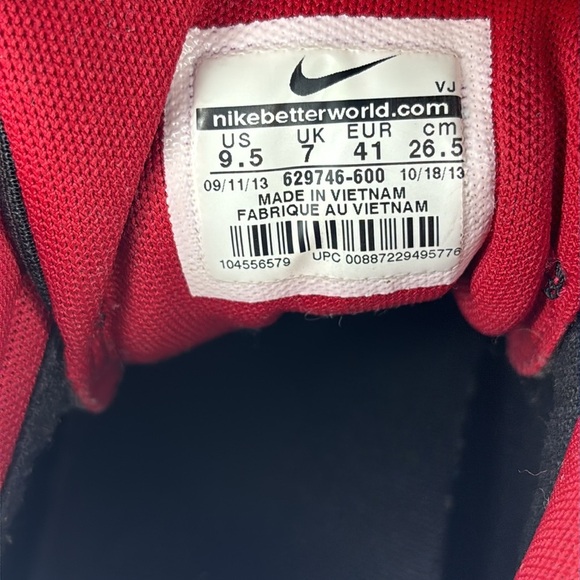 VJ
nikebetterworld.com
US UK EUR cm
9.5 7 41 26.5
09/11/13 629746-600 10/18/13
MADE IN VIETNAM
FABRIQUE AU VIETNAM
104556579 UPC 00887229495776